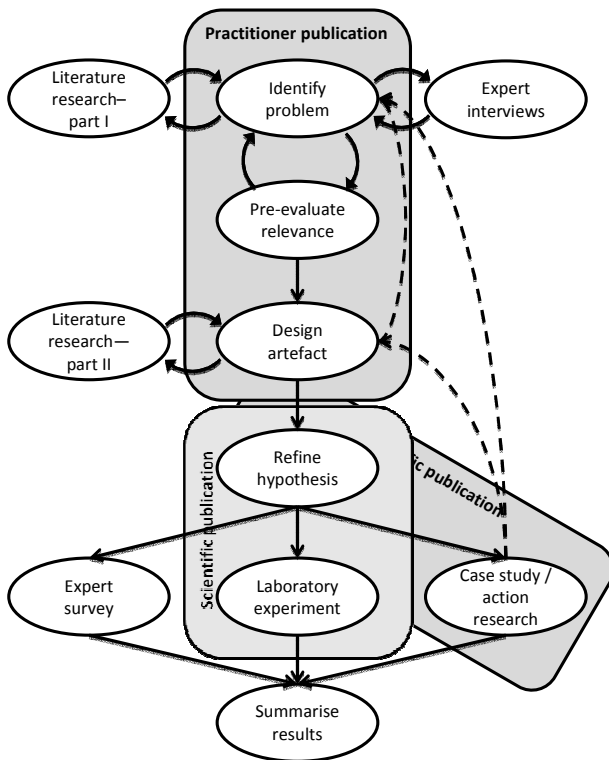 Practitioner publication
Literature
research–
part I
Identify
problem
Expert
interviews
Pre-evaluate
relevance
Literature
research—
part II
Design
artefact
Refine
hypothesis
Scientific publication
publication
Expert
survey
Laboratory
experiment
Case study /
action
research
Summarise
results